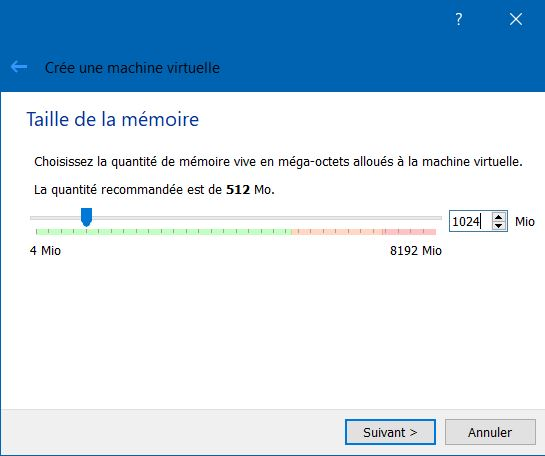 ?
Crée une machine virtuelle
Taille de la mémoire
Choisissez la quantité de mémoire vive en méga-octets alloués à la machine virtuelle.
La quantité recommandée est de 512 Mo.
1024 Mio
4 Mio 8192 Mio
Suivant > Annuler